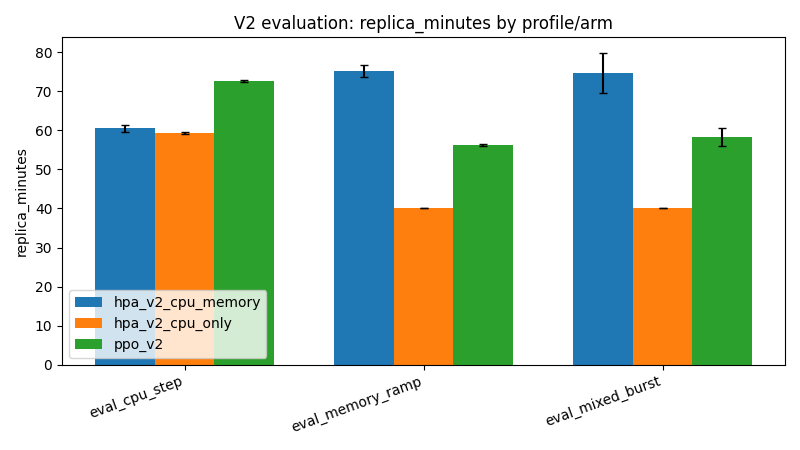 V2 evaluation: replica_minutes by profile/arm
replica_minutes
80
70
60
50
40
30
20
10
0
hpa_v2_cpu_memory
hpa_v2_cpu_only
ppo_v2
eval_cpu_step
eval_memory_ramp
eval_mixed_burst